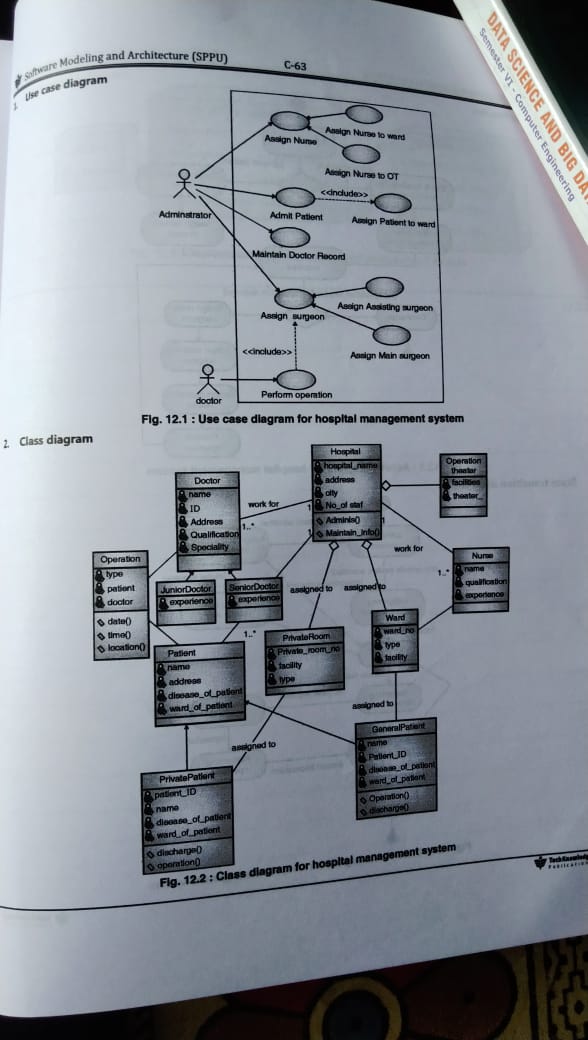 Software Modeling and Architecture (SPPU)
C-63
DATA SCIENCE AND BIG DA
Semester VI - Computer Engineering
1. Use case diagram
Assign Nurse
Assign Nurse to ward
Assign Nurse to OT
Adminstrator
<<include>>
Admit Patient
Assign Patient to ward
Maintain Doctor Record
Assign surgeon
Assign Assisting surgeon
Assign Main surgeon
<<include>>
doctor
Perform operation
Fig. 12.1 : Use case diagram for hospital management system
2. Class diagram
Hospital
hospital_name
address
city
No_of staf
Adminis()
Maintain_info()
Operation
theater
facilities
theater_
Doctor
name
ID
Address
Qualification
Speciality
work for
1..*
1
1
1
work for
1..*
Operation
type
patient
doctor
date()
time()
location()
JuniorDoctor
experience
SeniorDoctor
experience
assigned to
assigned to
Nurse
name
qualification
experience
1..*
Patient
name
address
disease_of_patient
ward_of_patient
PrivateRoom
Private_room_no
facility
type
Ward
ward_no
type
facility
assigned to
assigned to
PrivatePatient
patient_ID
name
disease_of_patient
ward_of_patient
discharge()
operation()
GeneralPatient
name
Patient_ID
disease_of_patient
ward_of_patient
Operation()
discharge()
Fig. 12.2 : Class diagram for hospital management system